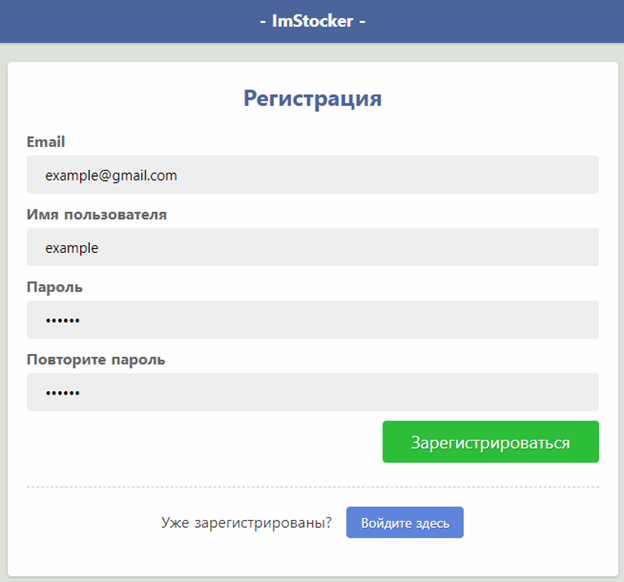 - ImStocker -
Регистрация
Email
example@gmail.com
Имя пользователя
example
Пароль
••••••
Повторите пароль
••••••
Зарегистрироваться
Уже зарегистрированы? Войдите здесь